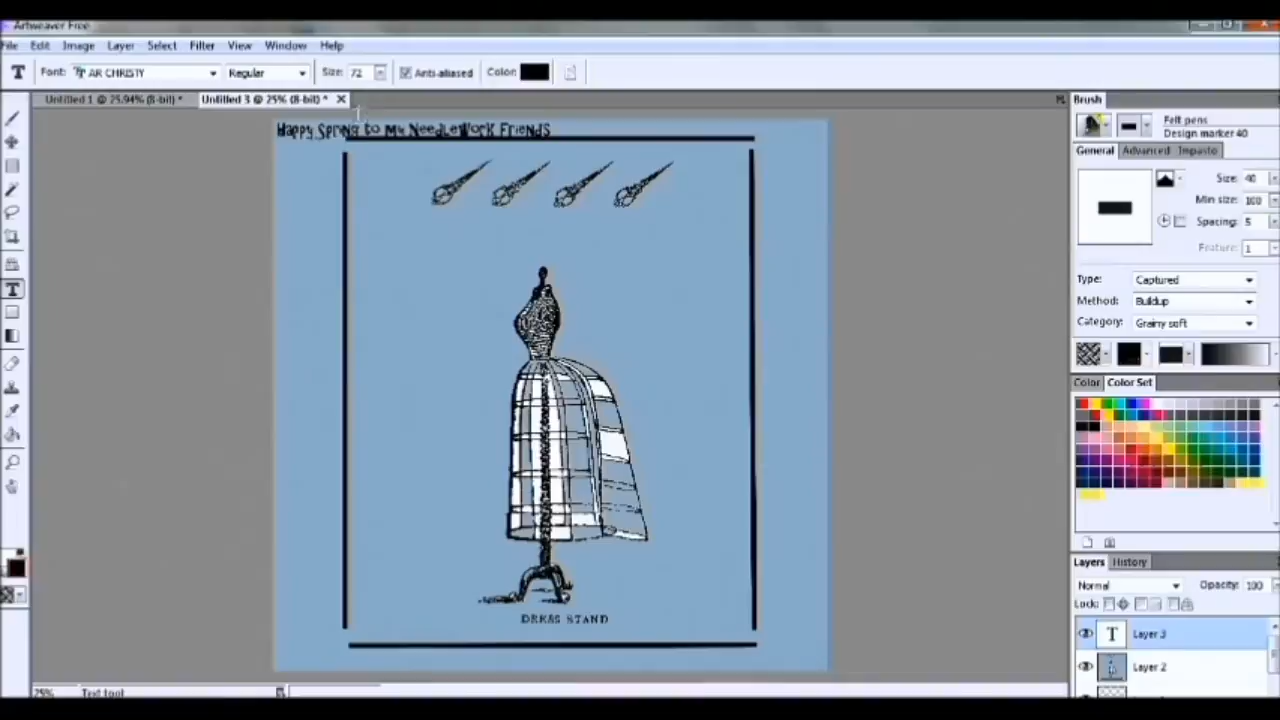 Artweaver Free
File Edit Image Layer Select Filter View Window Help
Font: AR CHRISTY Regular Size: 72 Anti-aliased Color:
Untitled 1 @ 25.94% (8-bit) * Untitled 3 @ 25% (8-bit) *
Happy Spring to My Needlework Friends
DRESS STAND
Brush
Felt pens
Design marker 40
General Advanced Impasto
Size: 40
Min size: 100
Spacing: 5
Feature: 1
Type: Captured
Method: Buildup
Category: Grainy soft
Color Color Set
Layers History
Normal Opacity: 100
Lock:
T Layer 3
Layer 2
25% Text tool